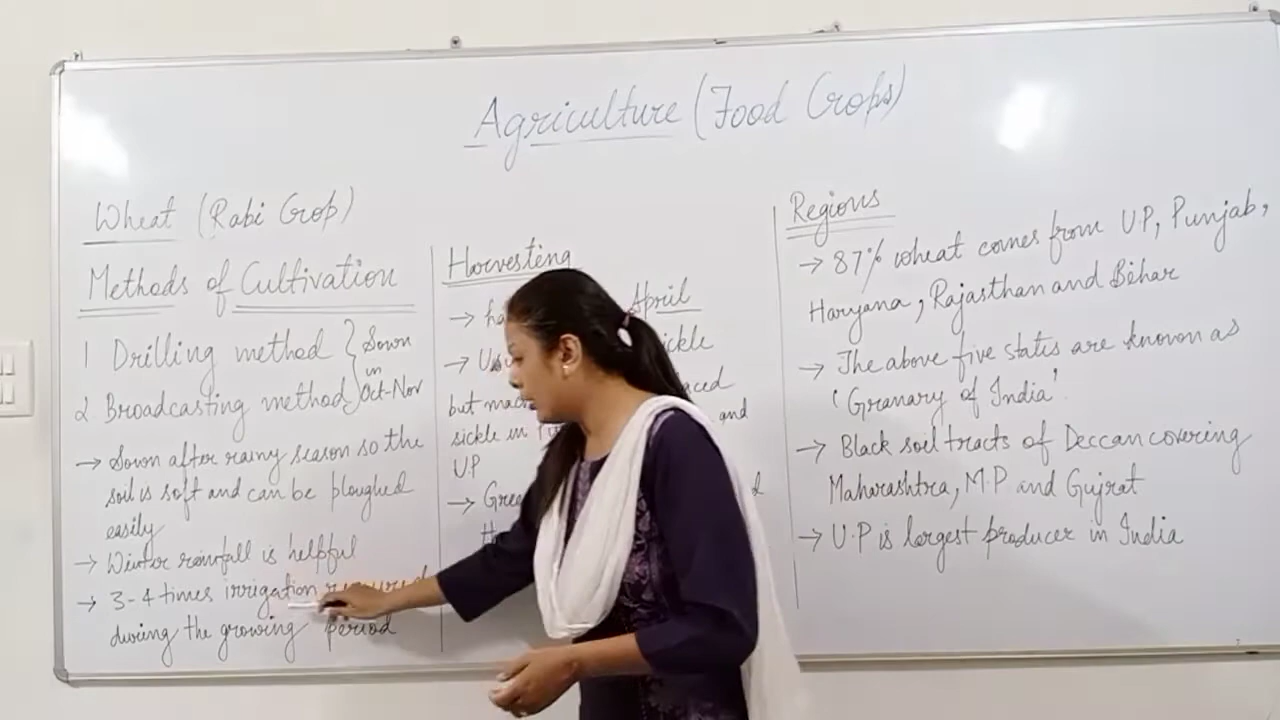 Agriculture (Food Crops)
Wheat (Rabi Crop)
Methods of Cultivation
1 Drilling method } Sown
in
2 Broadcasting method Oct-Nov
→ Sown after rainy season so the
soil is soft and can be ploughed
easily
→ Winter rainfall is helpful
→ 3-4 times irrigation required
during the growing period
Harvesting
→ April
→ sickle
but
and
sickle in
U.P
→
Regions
→ 87% wheat comes from U.P, Punjab,
Haryana, Rajasthan and Bihar
→ The above five states are known as
'Granary of India'.
→ Black soil tracts of Deccan covering
Maharashtra, M.P and Gujrat
→ U.P is largest producer in India